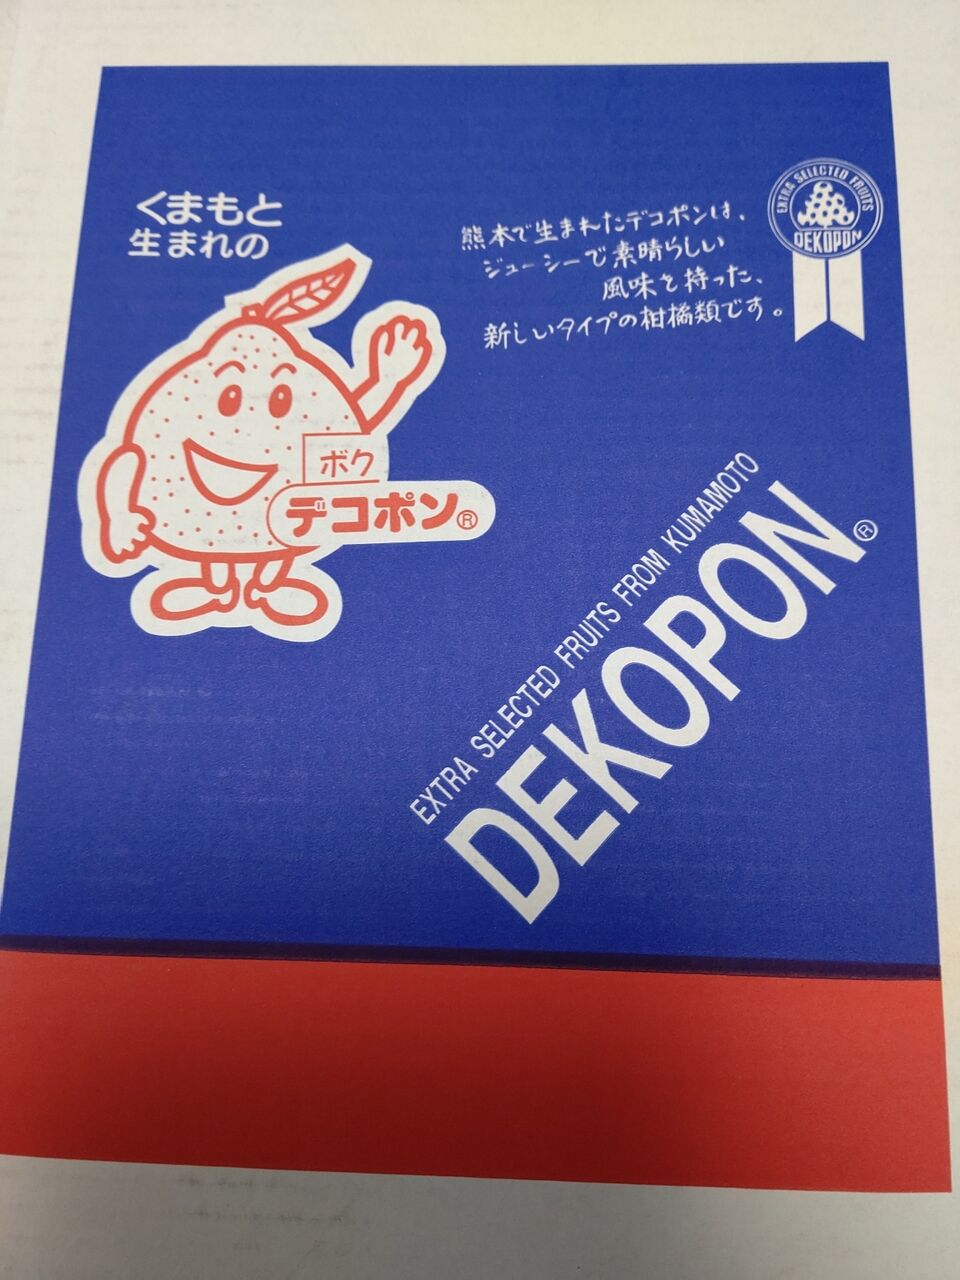 くまもと
生まれの
ボク
デコポン®
熊本で生まれたデコポンは、
ジューシーで素晴らしい
風味を持った、
新しいタイプの柑橘類です。
EXTRA SELECTED FRUITS
DEKOPON
EXTRA SELECTED FRUITS FROM KUMAMOTO
DEKOPON®